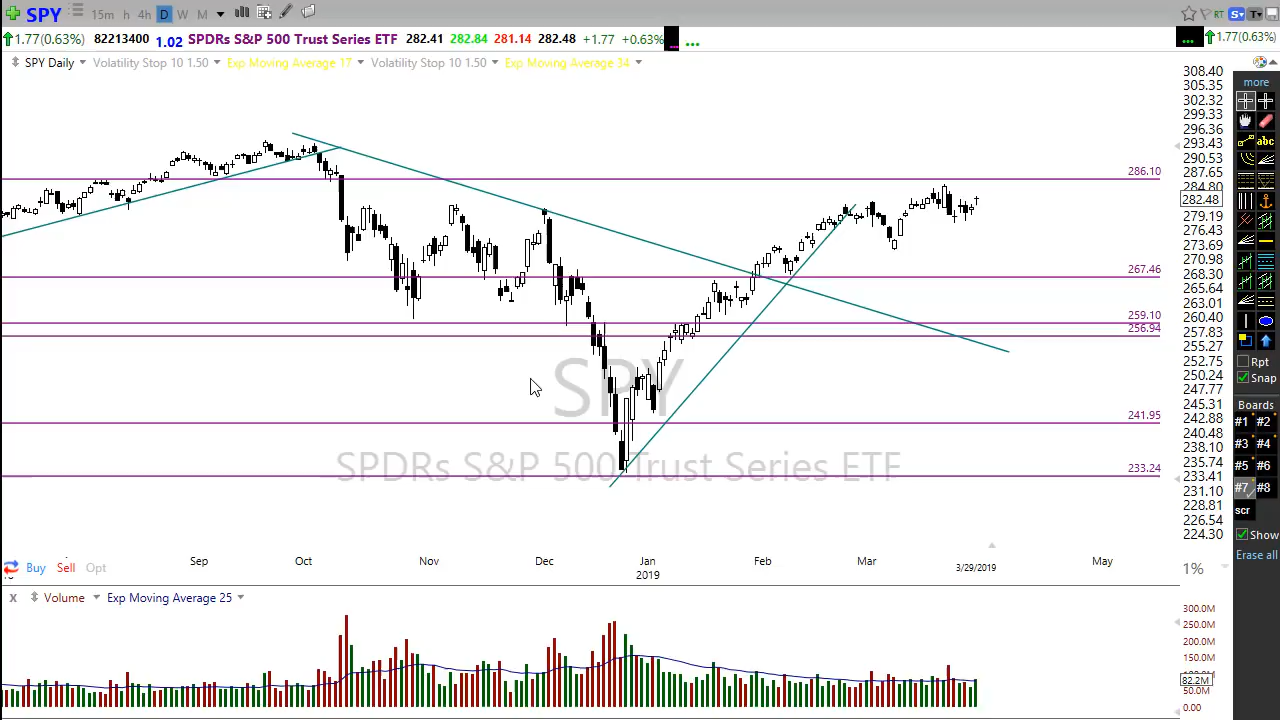 SPY 15m h 4h D W M RT S T
1.77(0.63%) 82213400 1.02 SPDRs S&P 500 Trust Series ETF 282.41 282.84 281.14 282.48 +1.77 +0.63% ... 1.77(0.63%)
SPY Daily Volatility Stop 10 1.50 Exp Moving Average 17 Volatility Stop 10 1.50 Exp Moving Average 34
308.40
305.35
302.32
299.33
296.36
293.43
290.53
287.65
284.80
282.48
279.19
276.43
273.69
270.98
268.30
265.64
263.01
260.40
257.83
255.27
252.75
250.24
247.77
245.31
242.88
240.48
238.10
235.74
233.41
231.10
228.81
226.54
224.30
286.10
267.46
259.10
256.94
241.95
233.24
SPY
SPDRs S&P 500 Trust Series ETF
more
abc
Rpt
Snap
Boards
#1 #2
#3 #4
#5 #6
#7 #8
scr
Show
Erase all
Sep Oct Nov Dec Jan Feb Mar 3/29/2019 May
2019
Buy Sell Opt 1%
X Volume Exp Moving Average 25
300.0M
250.0M
200.0M
150.0M
82.2M
50.0M
0.00